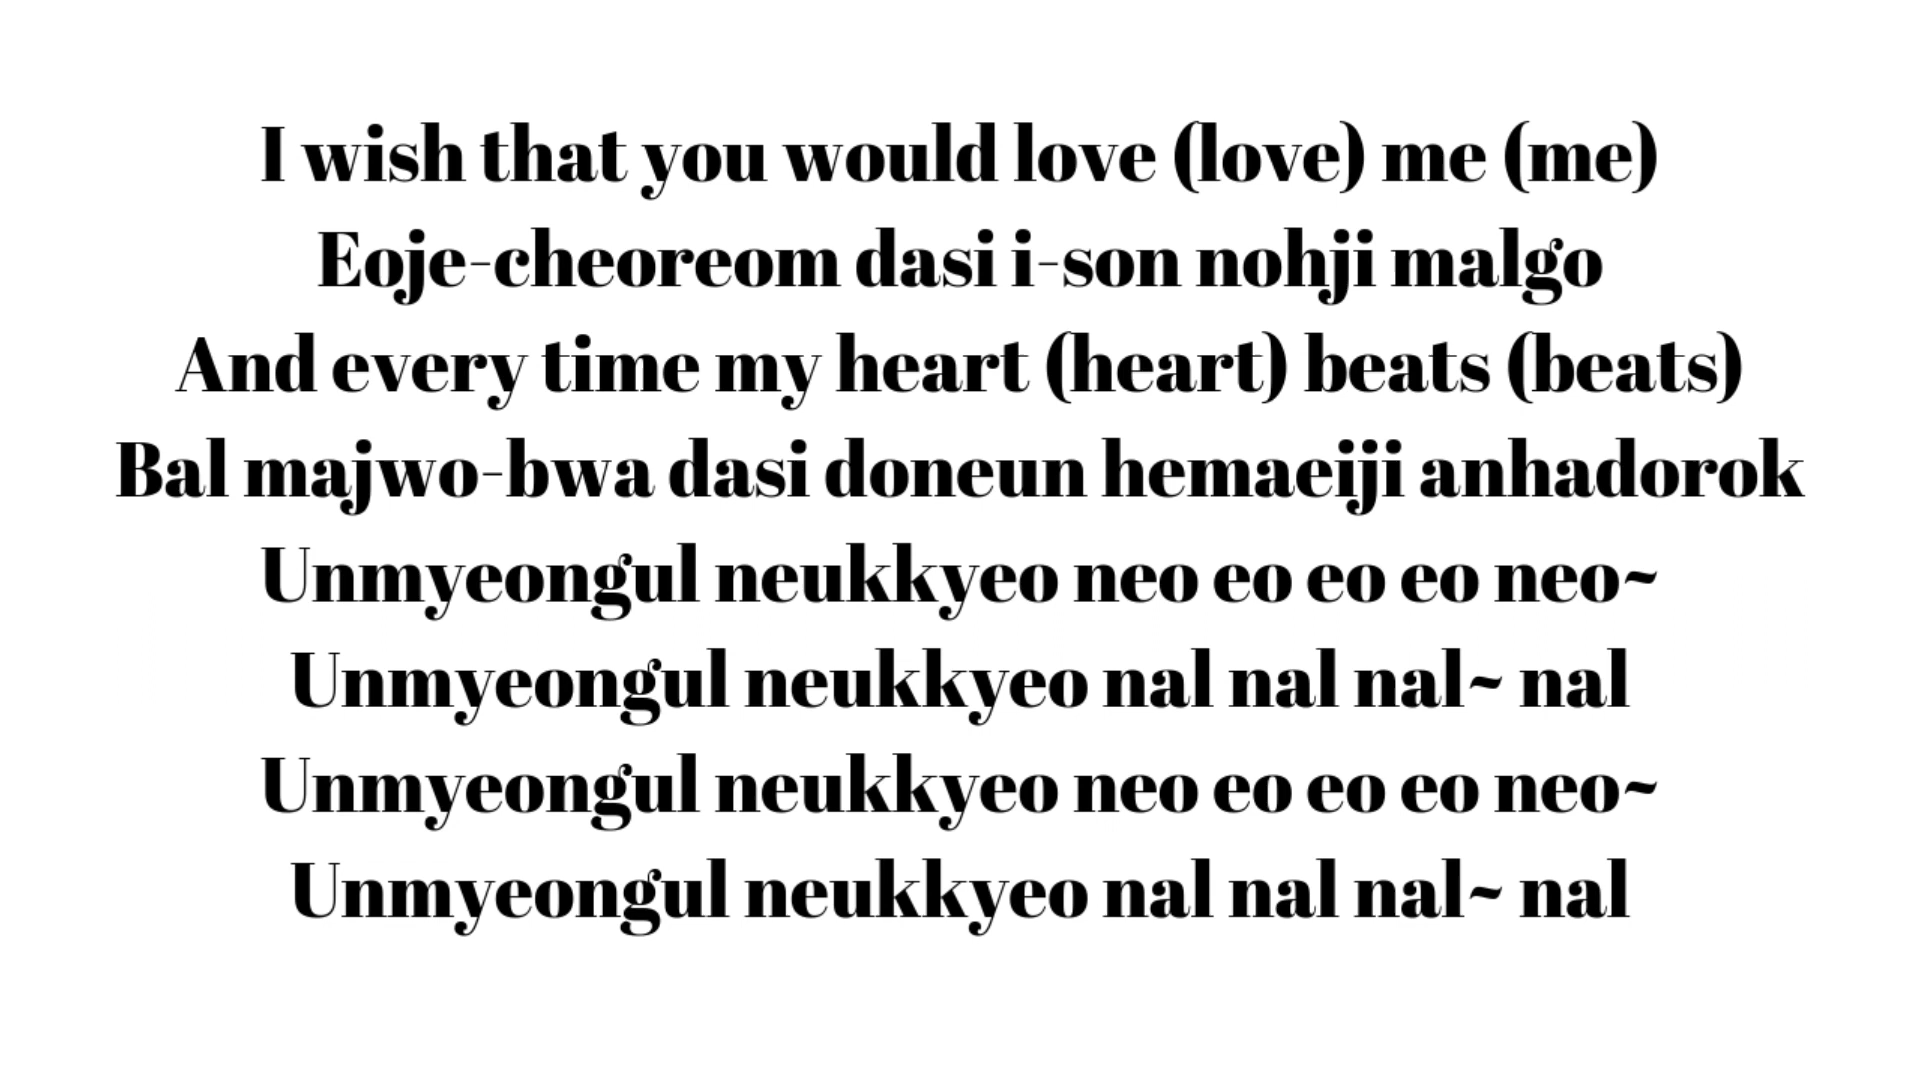 I wish that you would love (love) me (me)
Eoje-cheoreom dasi i-son nohji malgo
And every time my heart (heart) beats (beats)
Bal majwo-bwa dasi doneun hemaeiji anhadorok
Unmyeongul neukkyeo neo eo eo eo neo~
Unmyeongul neukkyeo nal nal nal~ nal
Unmyeongul neukkyeo neo eo eo eo neo~
Unmyeongul neukkyeo nal nal nal~ nal